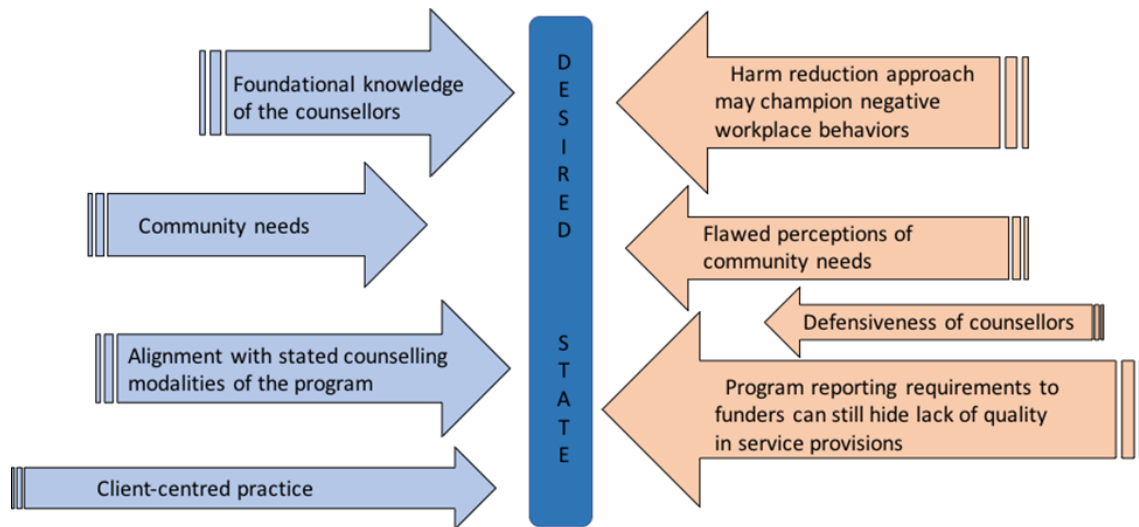 Foundational knowledge
of the counsellors
Community needs
Alignment with stated counselling
modalities of the program
Client-centred practice
DESIRED STATE
Harm reduction approach
may champion negative
workplace behaviors
Flawed perceptions of
community needs
Defensiveness of counsellors
Program reporting requirements to
funders can still hide lack of quality
in service provisions